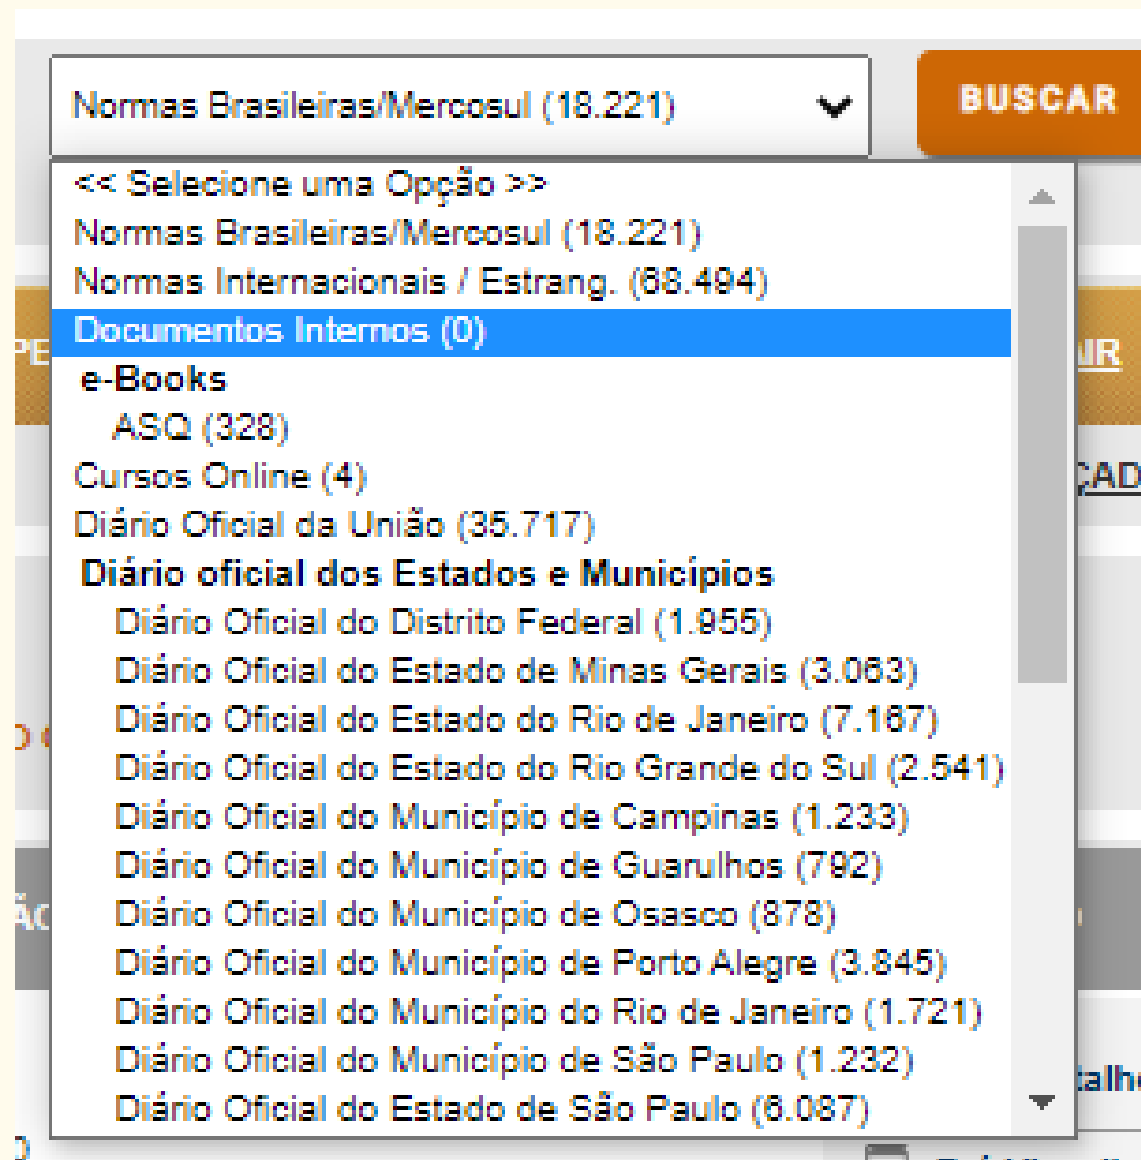 Normas Brasileiras/Mercosul (18.221)
BUSCAR
<< Selecione uma Opção >>
Normas Brasileiras/Mercosul (18.221)
Normas Internacionais / Estrang. (68.494)
Documentos Internos (0)
e-Books
ASQ (328)
Cursos Online (4)
Diário Oficial da União (35.717)
Diário oficial dos Estados e Municípios
Diário Oficial do Distrito Federal (1.955)
Diário Oficial do Estado de Minas Gerais (3.063)
Diário Oficial do Estado do Rio de Janeiro (7.167)
Diário Oficial do Estado do Rio Grande do Sul (2.541)
Diário Oficial do Município de Campinas (1.233)
Diário Oficial do Município de Guarulhos (792)
Diário Oficial do Município de Osasco (878)
Diário Oficial do Município de Porto Alegre (3.845)
Diário Oficial do Município do Rio de Janeiro (1.721)
Diário Oficial do Município de São Paulo (1.232)
Diário Oficial do Estado de São Paulo (6.087)